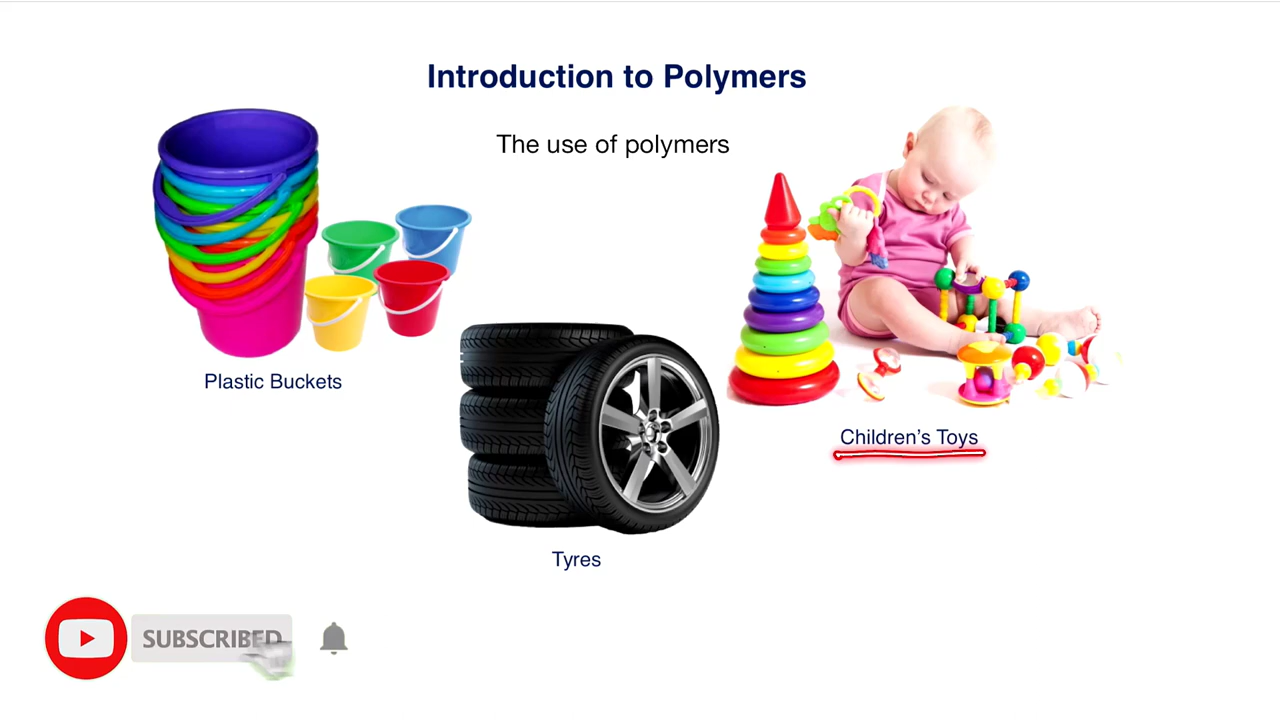 Introduction to Polymers
The use of polymers
Plastic Buckets
Children’s Toys
Tyres
SUBSCRIBED